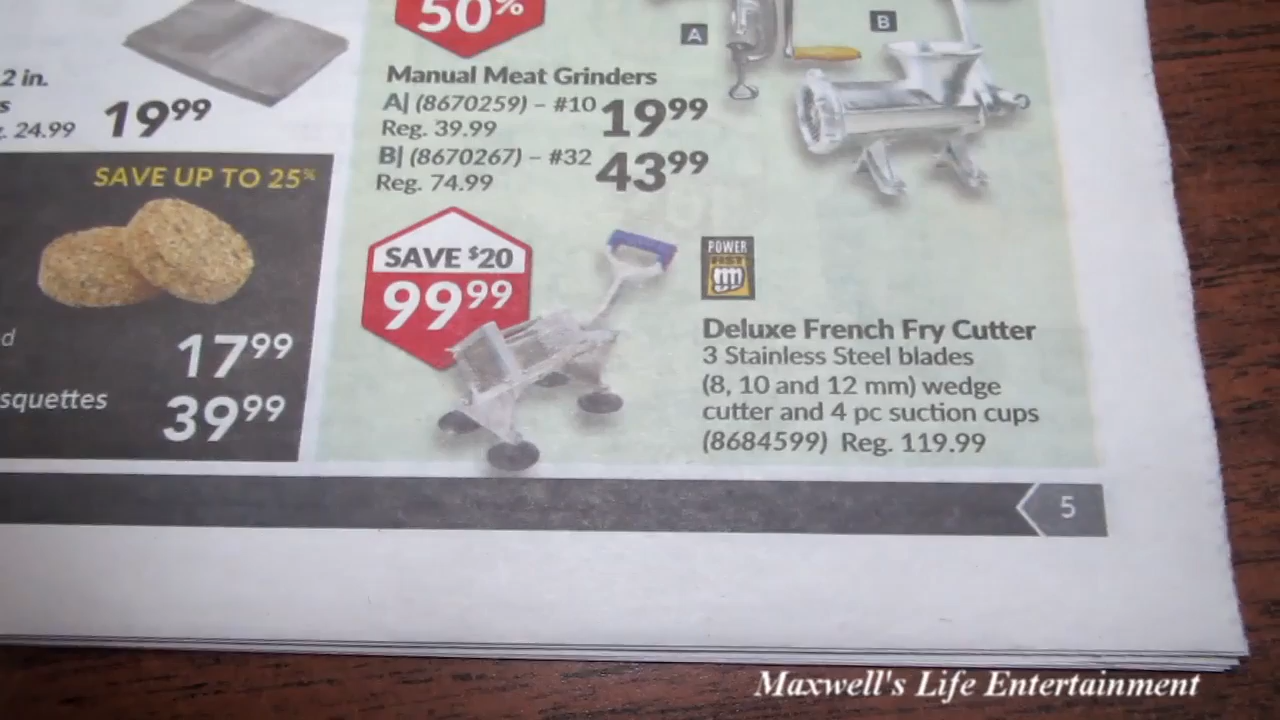 2 in.
s
. 24.99
19⁹⁹
SAVE UP TO 25%
d
17⁹⁹
squettes
39⁹⁹
50%
A
B
Manual Meat Grinders
A| (8670259) – #10 19⁹⁹
Reg. 39.99
B| (8670267) – #32 43⁹⁹
Reg. 74.99
SAVE $20
99⁹⁹
POWER
FIST
Deluxe French Fry Cutter
3 Stainless Steel blades
(8, 10 and 12 mm) wedge
cutter and 4 pc suction cups
(8684599) Reg. 119.99
5
Maxwell's Life Entertainment